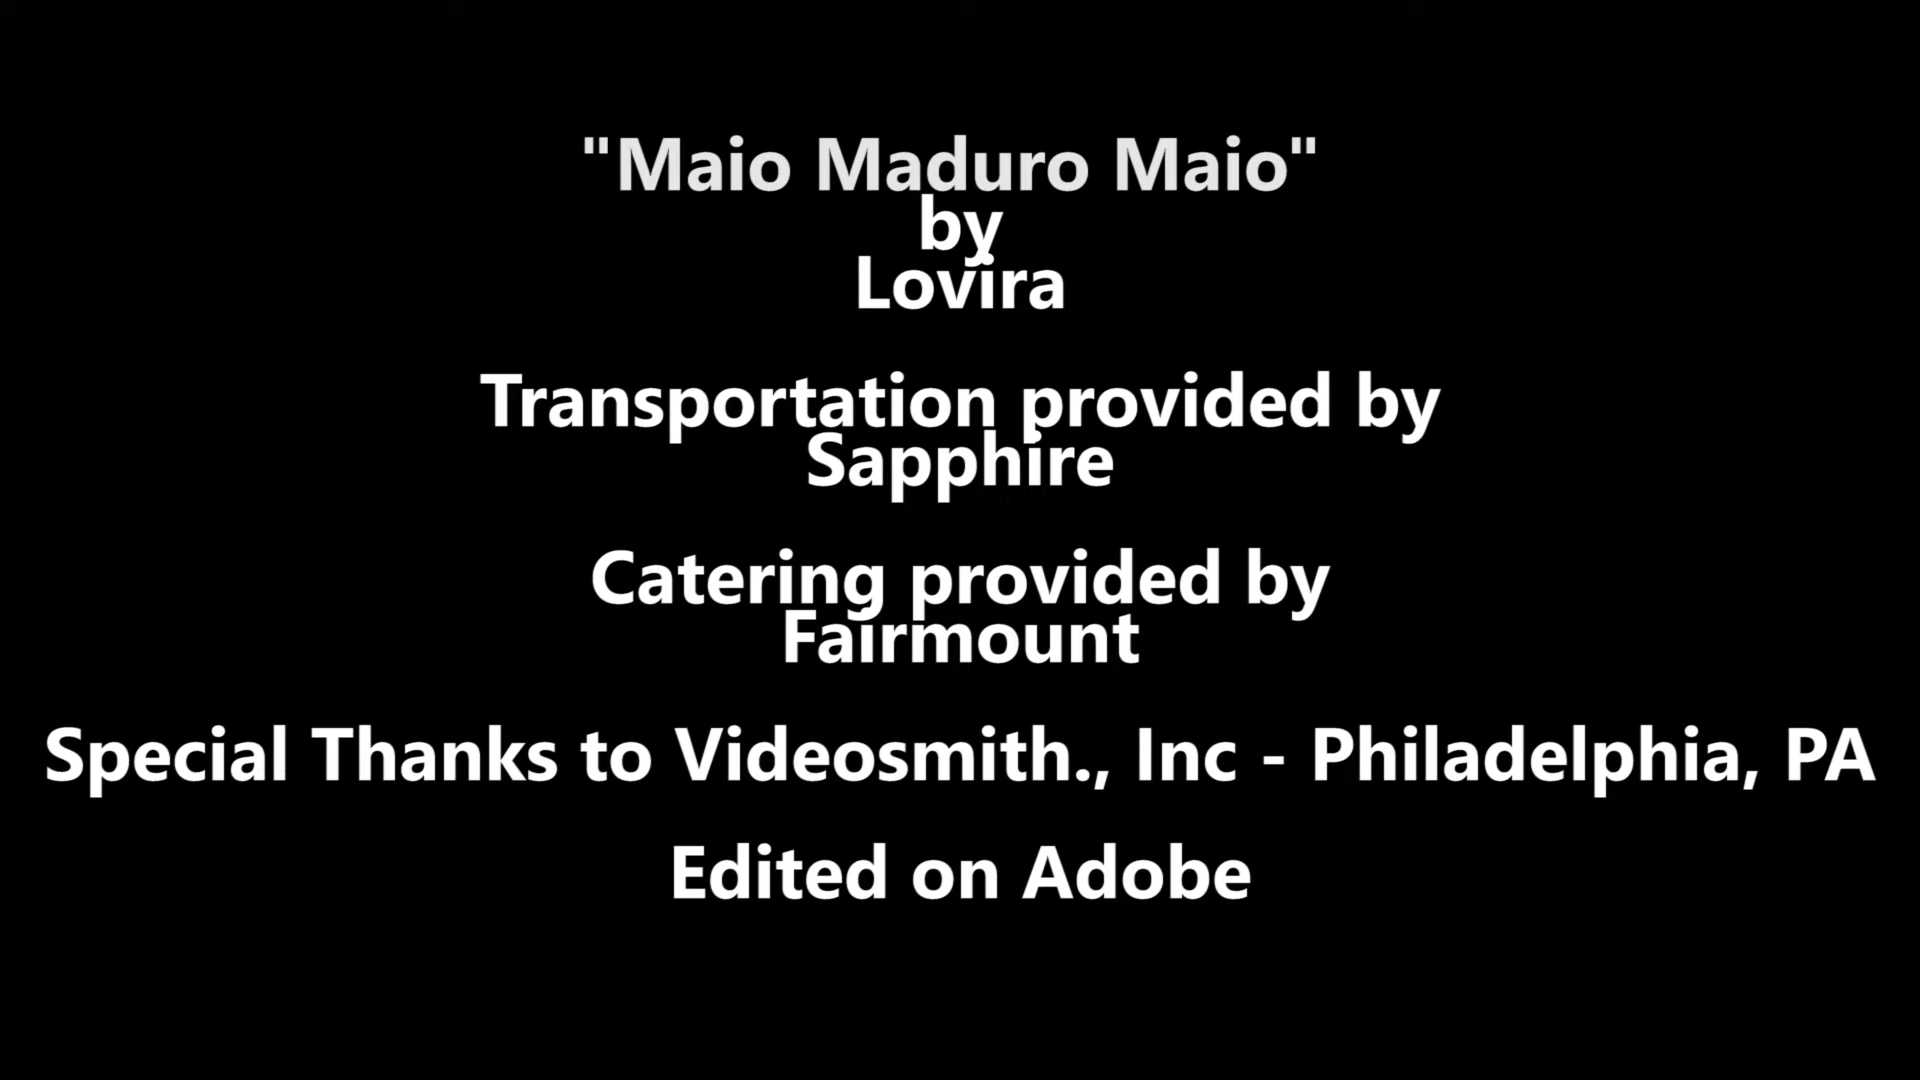 "Maio Maduro Maio"
by
Lovira
Transportation provided by
Sapphire
Catering provided by
Fairmount
Special Thanks to Videosmith., Inc - Philadelphia, PA
Edited on Adobe